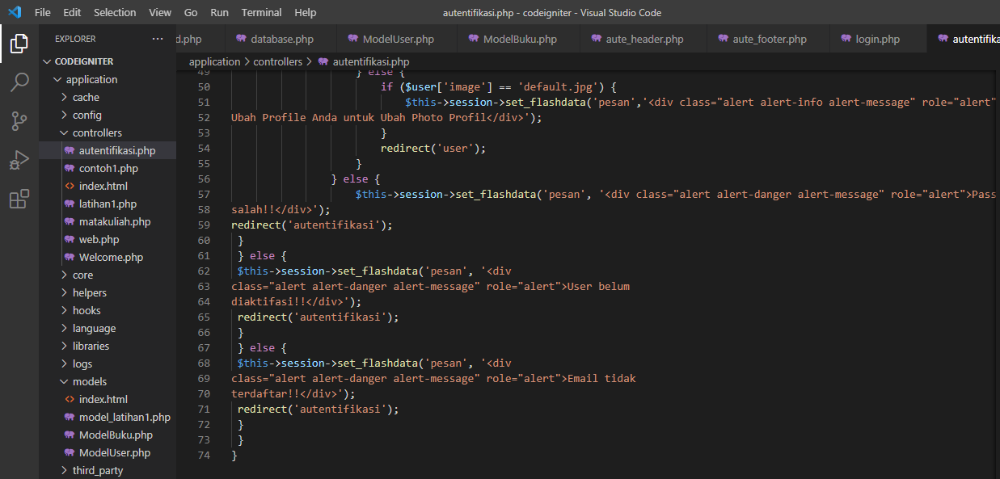 File Edit Selection View Go Run Terminal Help
autentifikasi.php - codeigniter - Visual Studio Code
EXPLORER
CODEIGNITER
application
cache
config
controllers
autentifikasi.php
contoh1.php
index.html
latihan1.php
matakuliah.php
web.php
Welcome.php
core
helpers
hooks
language
libraries
logs
models
index.html
model_latihan1.php
ModelBuku.php
ModelUser.php
third_party
d.php database.php ModelUser.php ModelBuku.php aute_header.php aute_footer.php login.php autentifika
application > controllers > autentifikasi.php
49 } else {
50 if ($user['image'] == 'default.jpg') {
51 $this->session->set_flashdata('pesan','<div class="alert alert-info alert-message" role="alert"
52 Ubah Profile Anda untuk Ubah Photo Profil</div>');
53 }
54 redirect('user');
55 }
56 } else {
57 $this->session->set_flashdata('pesan', '<div class="alert alert-danger alert-message" role="alert">Pass
58 salah!!</div>');
59 redirect('autentifikasi');
60 }
61 } else {
62 $this->session->set_flashdata('pesan', '<div
63 class="alert alert-danger alert-message" role="alert">User belum
64 diaktifasi!!</div>');
65 redirect('autentifikasi');
66 }
67 } else {
68 $this->session->set_flashdata('pesan', '<div
69 class="alert alert-danger alert-message" role="alert">Email tidak
70 terdaftar!!</div>');
71 redirect('autentifikasi');
72 }
73 }
74 }